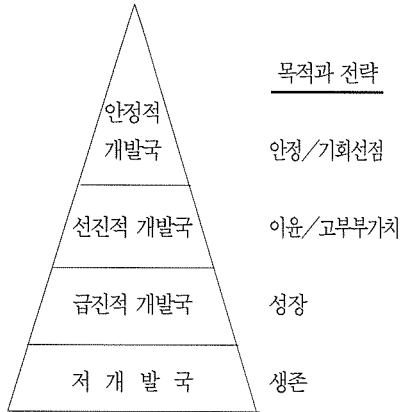 목적과 전략
안정적
개발국 안정/기회선점
선진적 개발국 이윤/고부부가치
급진적 개발국 성장
저 개 발 국 생존